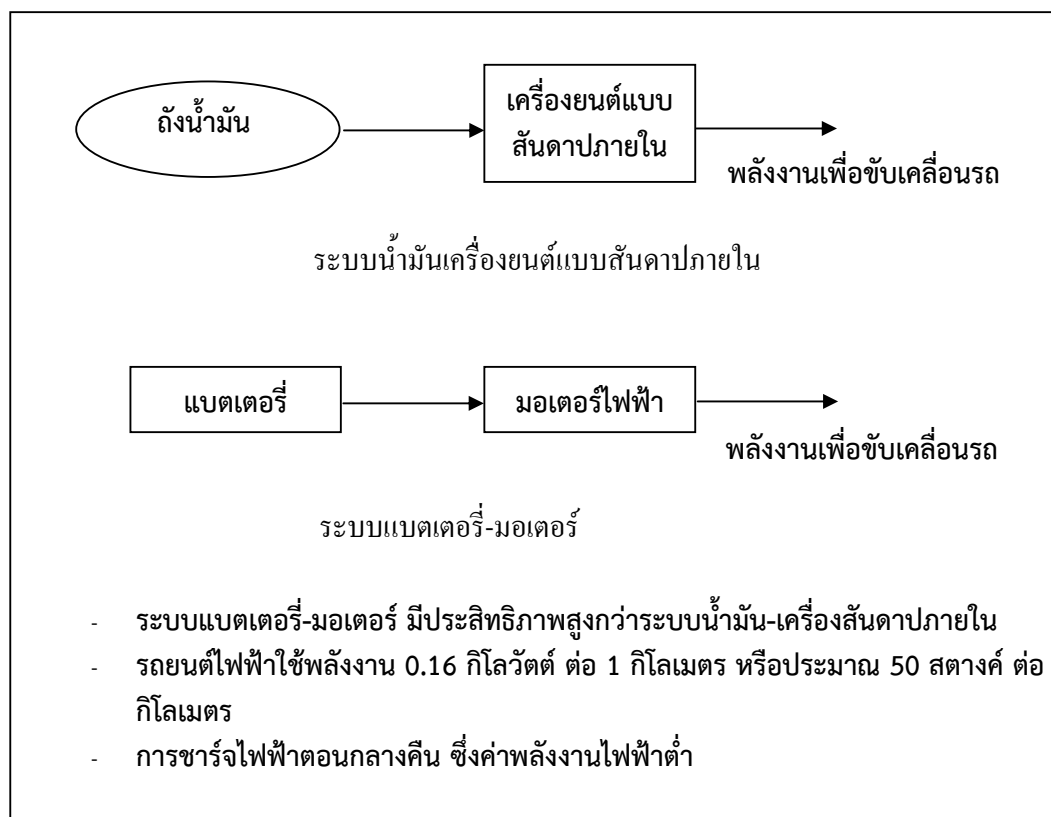 ถังน้ำมัน
เครื่องยนต์แบบ
สันดาปภายใน
พลังงานเพื่อขับเคลื่อนรถ
ระบบน้ำมันเครื่องยนต์แบบสันดาปภายใน
แบตเตอรี่
มอเตอร์ไฟฟ้า
พลังงานเพื่อขับเคลื่อนรถ
ระบบแบตเตอรี่-มอเตอร์
- ระบบแบตเตอรี่-มอเตอร์ มีประสิทธิภาพสูงกว่าระบบน้ำมัน-เครื่องสันดาปภายใน
- รถยนต์ไฟฟ้าใช้พลังงาน 0.16 กิโลวัตต์ ต่อ 1 กิโลเมตร หรือประมาณ 50 สตางค์ ต่อ
กิโลเมตร
- การชาร์จไฟฟ้าตอนกลางคืน ซึ่งค่าพลังงานไฟฟ้าต่ำ